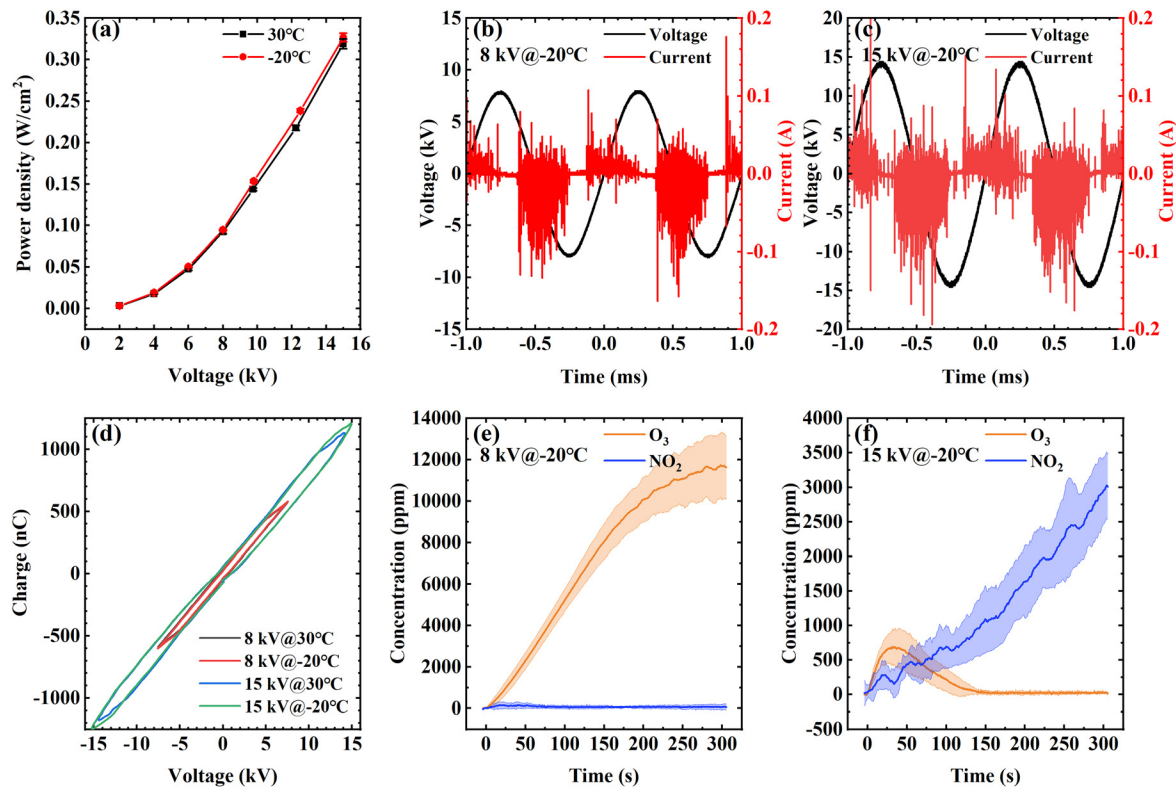 (a)
30℃
-20℃
Power density (W/cm²)
0.35
0.30
0.25
0.20
0.15
0.10
0.05
0.00
0 2 4 6 8 10 12 14 16
Voltage (kV)
(b)
8 kV@-20℃
Voltage
Current
Voltage (kV)
15
10
5
0
-5
-10
-15
Current (A)
0.2
0.1
0.0
-0.1
-0.2
-1.0 -0.5 0.0 0.5 1.0
Time (ms)
(c)
15 kV@-20℃
Voltage
Current
Voltage (kV)
20
15
10
5
0
-5
-10
-15
-20
Current (A)
0.2
0.1
0.0
-0.1
-0.2
-1.0 -0.5 0.0 0.5 1.0
Time (ms)
(d)
Charge (nC)
1000
500
0
-500
-1000
8 kV@30℃
8 kV@-20℃
15 kV@30℃
15 kV@-20℃
-15 -10 -5 0 5 10 15
Voltage (kV)
(e)
8 kV@-20℃
O₃
NO₂
Concentration (ppm)
14000
12000
10000
8000
6000
4000
2000
0
0 50 100 150 200 250 300
Time (s)
(f)
15 kV@-20℃
O₃
NO₂
Concentration (ppm)
4000
3500
3000
2500
2000
1500
1000
500
0
-500
0 50 100 150 200 250 300
Time (s)